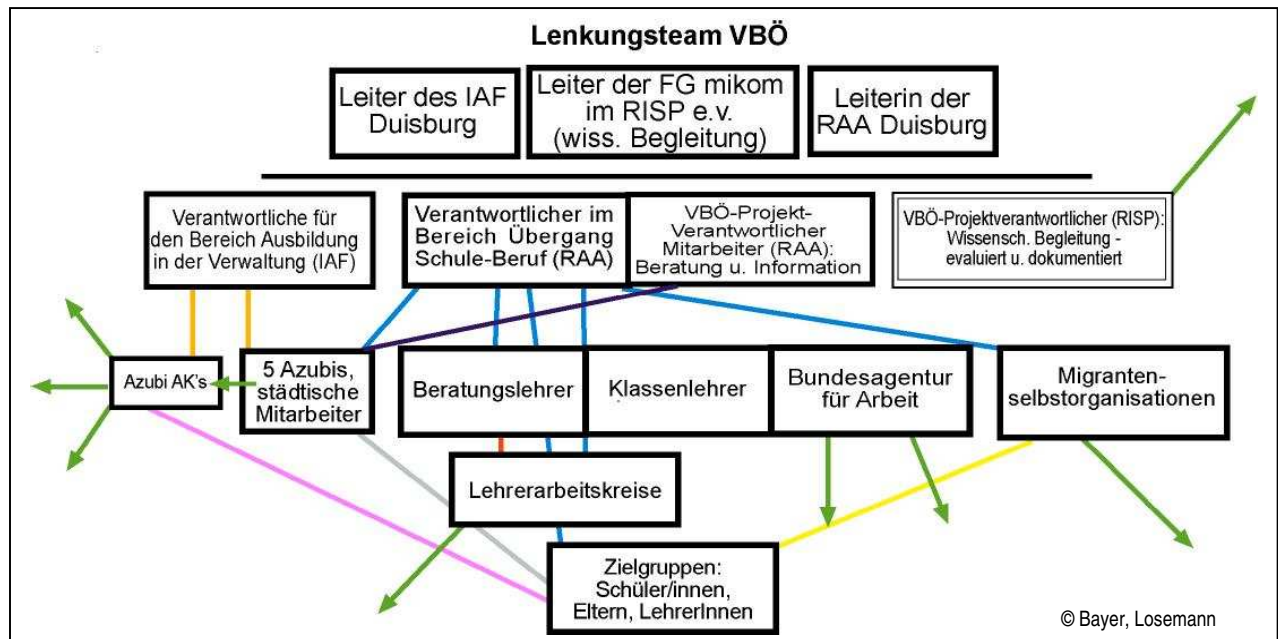 Lenkungsteam VBÖ
Leiter des IAF
Duisburg
Leiter der FG mikom
im RISP e.v.
(wiss. Begleitung)
Leiterin der
RAA Duisburg
Verantwortliche für
den Bereich Ausbildung
in der Verwaltung (IAF)
Verantwortlicher im
Bereich Übergang
Schule-Beruf (RAA)
VBÖ-Projekt-
Verantwortlicher
Mitarbeiter (RAA):
Beratung u. Information
VBÖ-Projektverantwortlicher (RISP):
Wissensch. Begleitung -
evaluiert u. dokumentiert
Azubi AK's
5 Azubis,
städtische
Mitarbeiter
Beratungslehrer
Klassenlehrer
Bundesagentur
für Arbeit
Migranten-
selbstorganisationen
Lehrerarbeitskreise
Zielgruppen:
Schüler/innen,
Eltern, LehrerInnen
© Bayer, Losemann